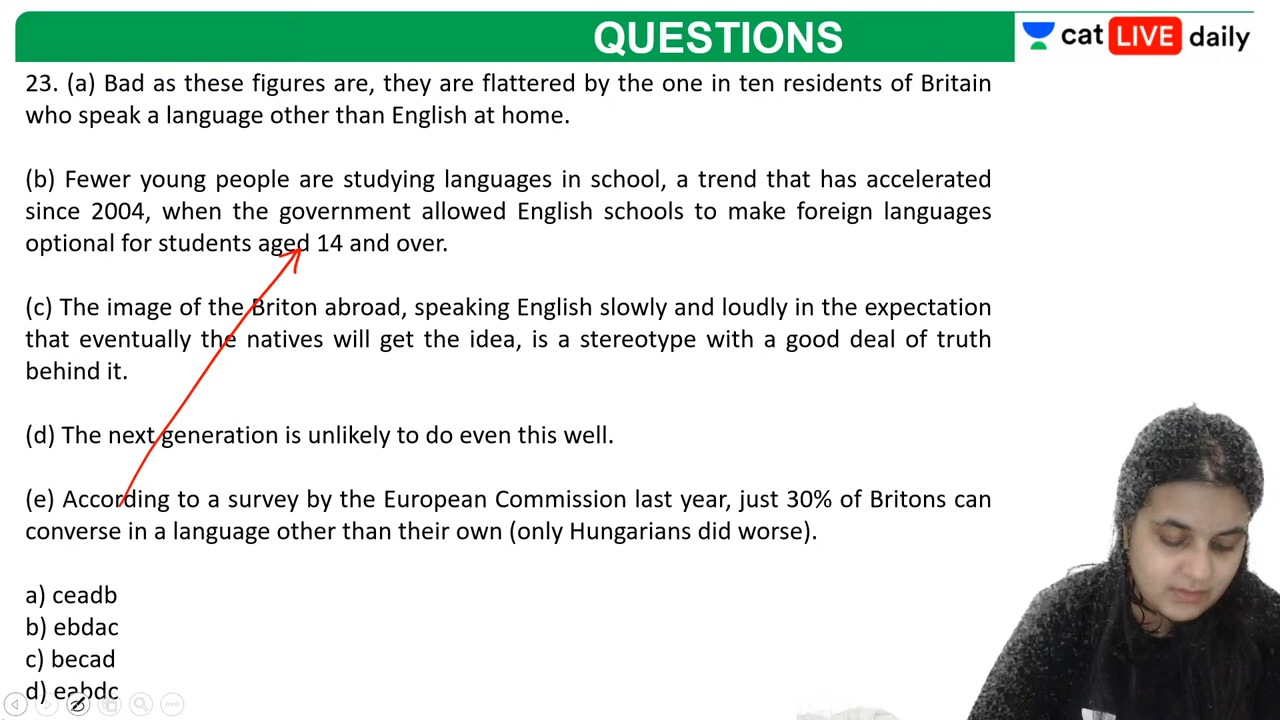 QUESTIONS
cat LIVE daily
23. (a) Bad as these figures are, they are flattered by the one in ten residents of Britain
who speak a language other than English at home.
(b) Fewer young people are studying languages in school, a trend that has accelerated
since 2004, when the government allowed English schools to make foreign languages
optional for students aged 14 and over.
(c) The image of the Briton abroad, speaking English slowly and loudly in the expectation
that eventually the natives will get the idea, is a stereotype with a good deal of truth
behind it.
(d) The next generation is unlikely to do even this well.
(e) According to a survey by the European Commission last year, just 30% of Britons can
converse in a language other than their own (only Hungarians did worse).
a) ceadb
b) ebdac
c) becad
d) eabdc